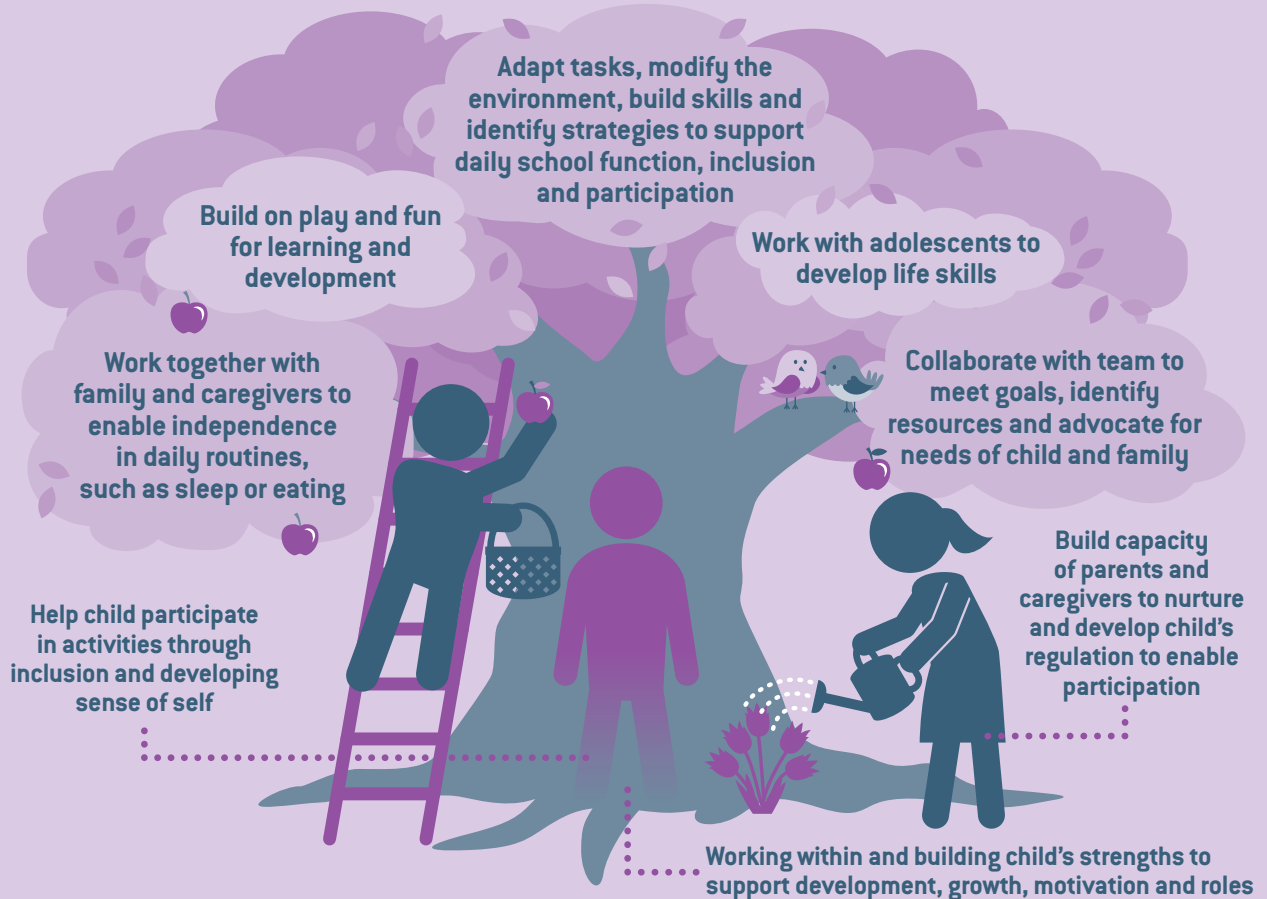 Adapt tasks, modify the
environment, build skills and
identify strategies to support
daily school function, inclusion
and participation
Build on play and fun
for learning and
development
Work with adolescents to
develop life skills
Work together with
family and caregivers to
enable independence
in daily routines,
such as sleep or eating
Collaborate with team to
meet goals, identify
resources and advocate for
needs of child and family
Help child participate
in activities through
inclusion and developing
sense of self
Build capacity
of parents and
caregivers to nurture
and develop child's
regulation to enable
participation
Working within and building child's strengths to
support development, growth, motivation and roles